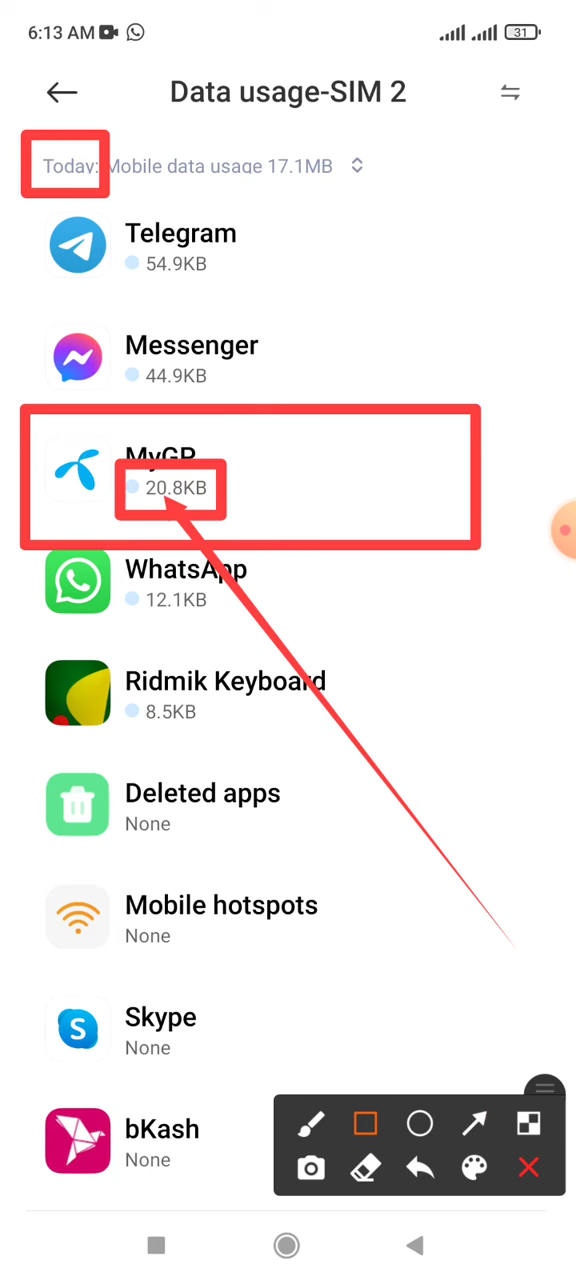 6:13 AM
31
Data usage-SIM 2
Today: Mobile data usage 17.1MB
Telegram
54.9KB
Messenger
44.9KB
MyGP
20.8KB
WhatsApp
12.1KB
Ridmik Keyboard
8.5KB
Deleted apps
None
Mobile hotspots
None
Skype
None
bKash
None